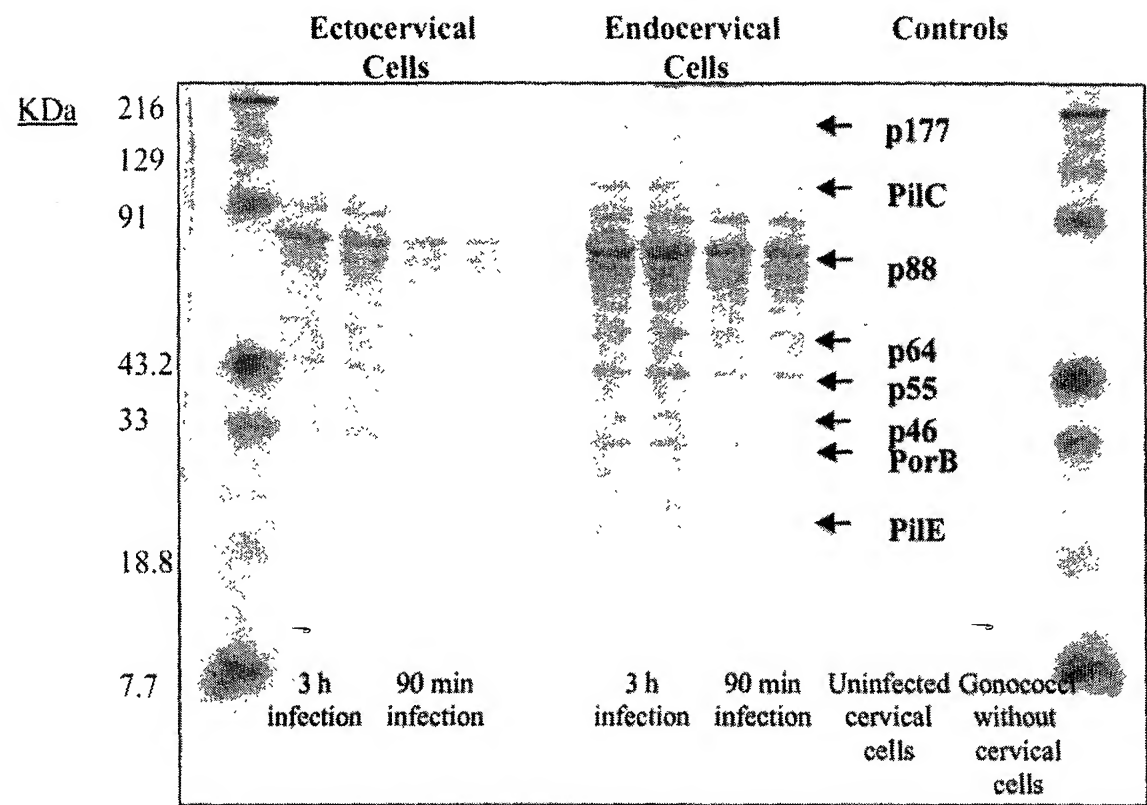 Ectocervical Cells
Endocervical Cells
Controls
KDa
216
129
91
43.2
33
18.8
7.7
p177
PilC
p88
p64
p55
p46
PorB
PilE
3 h infection
90 min infection
3 h infection
90 min infection
Uninfected cervical cells
Gonococci without cervical cells